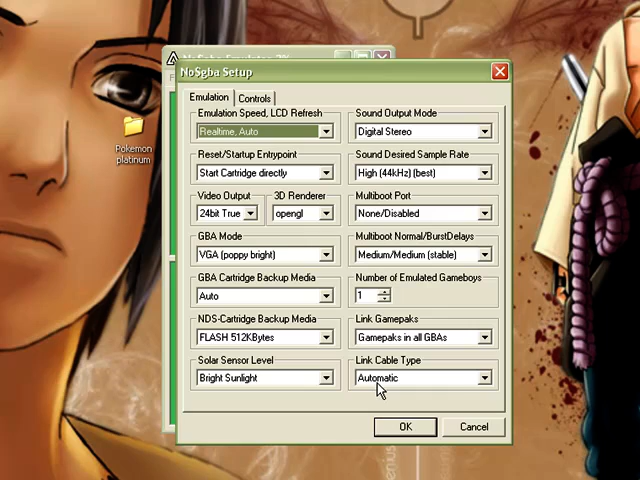 No$gba Emulator
No$gba Setup
Emulation
Controls
Emulation Speed, LCD Refresh
Realtime, Auto
Sound Output Mode
Digital Stereo
Reset/Startup Entrypoint
Start Cartridge directly
Sound Desired Sample Rate
High (44kHz) (best)
Video Output
24bit True
3D Renderer
opengl
Multiboot Port
None/Disabled
GBA Mode
VGA (poppy bright)
Multiboot Normal/BurstDelays
Medium/Medium (stable)
GBA Cartridge Backup Media
Auto
Number of Emulated Gameboys
1
NDS-Cartridge Backup Media
FLASH 512KBytes
Link Gamepaks
Gamepaks in all GBAs
Solar Sensor Level
Bright Sunlight
Link Cable Type
Automatic
OK
Cancel
Pokemon
platinum